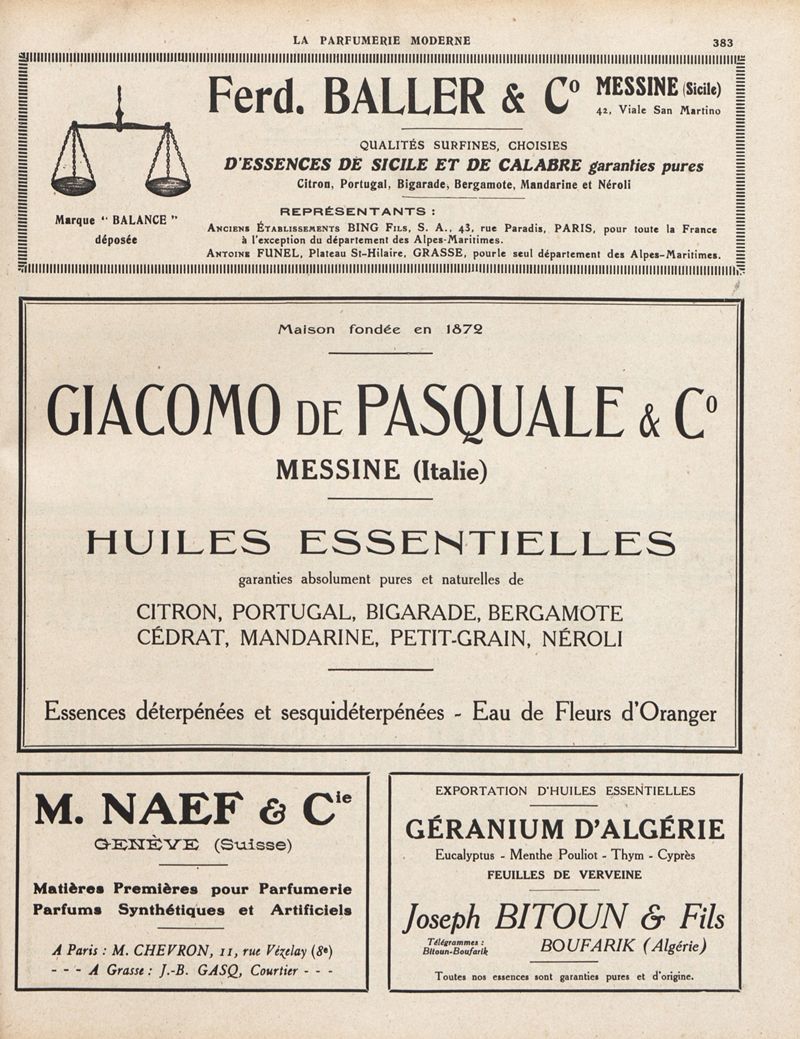 LA PARFUMERIE MODERNE
383
Ferd. BALLER & Cº MESSINE (Sicile)
42, Viale San Martino
QUALITÉS SURFINES, CHOISIES
D'ESSENCES DE SICILE ET DE CALABRE garanties pures
Citron, Portugal, Bigarade, Bergamote, Mandarine et Néroli
Marque "BALANCE"
déposée
REPRÉSENTANTS :
ANCIENS ÉTABLISSEMENTS BING FILS, S. A., 43, rue Paradis, PARIS, pour toute la France
à l'exception du département des Alpes-Maritimes.
ANTOINE FUNEL, Plateau St-Hilaire, GRASSE, pourle seul département des Alpes-Maritimes.
Maison fondée en 1872
GIACOMO DE PASQUALE & Cº
MESSINE (Italie)
HUILES ESSENTIELLES
garanties absolument pures et naturelles de
CITRON, PORTUGAL, BIGARADE, BERGAMOTE
CÉDRAT, MANDARINE, PETIT-GRAIN, NÉROLI
Essences déterpénées et sesquidéterpénées - Eau de Fleurs d'Oranger
M. NAEF & Cie
GENÈVE (Suisse)
Matières Premières pour Parfumerie
Parfums Synthétiques et Artificiels
A Paris : M. CHEVRON, 11, rue Vézelay (8e)
- - - A Grasse : J.-B. GASQ, Courtier - - -
EXPORTATION D'HUILES ESSENTIELLES
GÉRANIUM D'ALGÉRIE
Eucalyptus - Menthe Pouliot - Thym - Cyprès
FEUILLES DE VERVEINE
Joseph BITOUN & Fils
Télégrammes :
Bitoun-Boufarik
BOUFARIK (Algérie)
Toutes nos essences sont garanties pures et d'origine.